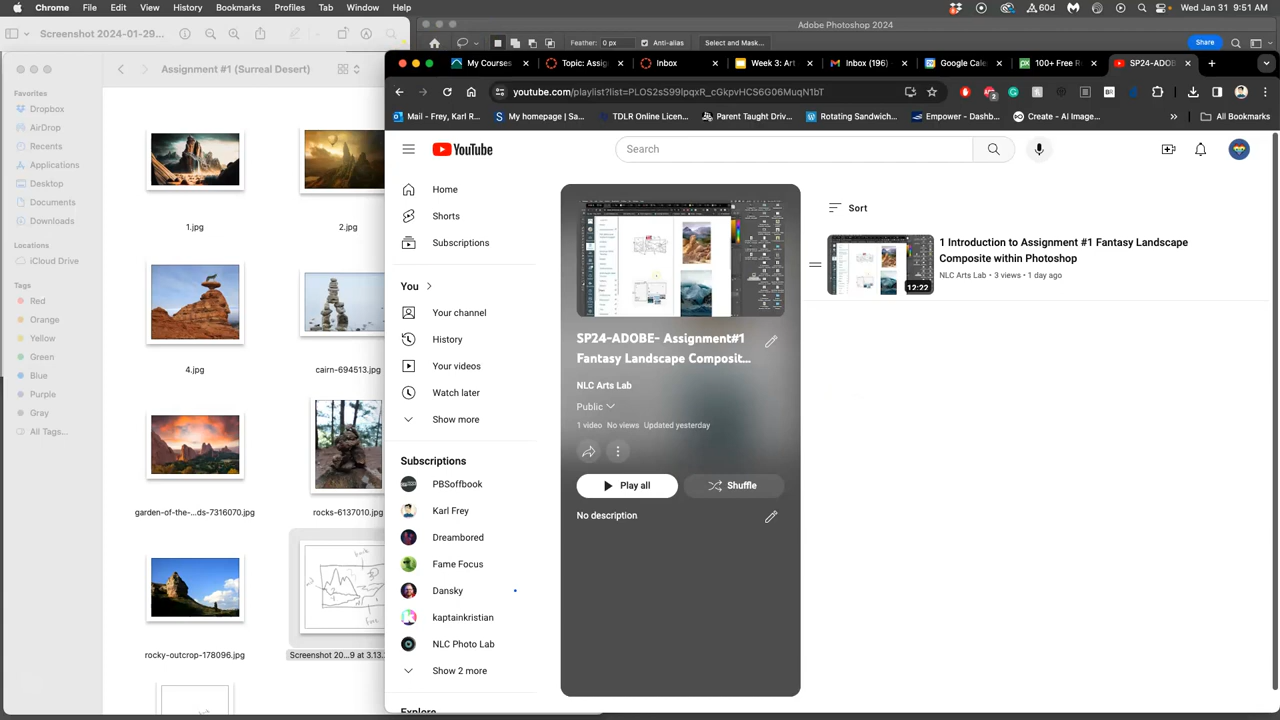 Chrome File Edit View History Bookmarks Profiles Tab Window Help
60d
Wed Jan 31 9:51 AM
Screenshot 2024-01-29...
Adobe Photoshop 2024
Feather: 0 px Anti-alias Select and Mask... Share
Assignment #1 (Surreal Desert)
Favorites
Dropbox
AirDrop
Recents
Applications
Desktop
Documents
Downloads
Locations
iCloud Drive
Tags
Red
Orange
Yellow
Green
Blue
Purple
Gray
All Tags...
1.jpg
4.jpg
cairn-694513.jpg
garden-of-the-...ds-7316070.jpg
rocks-6137010.jpg
rocky-outcrop-178096.jpg
Screenshot 20...9 at 3.13.
My Courses
Topic: Assig
Inbox
Week 3: Art
Inbox (196)
Google Cale
100+ Free R
SP24-ADOBE
youtube.com/playlist?list=PLOS2sS99IpqxR_cGkpvHCS6G06MuqN1bT
Mail - Frey, Karl R...
My homepage | Sa...
TDLR Online Licen...
Parent Taught Driv...
Rotating Sandwich...
Empower - Dashb...
Create - AI Image...
All Bookmarks
YouTube
Search
Home
Shorts
Subscriptions
You
Your channel
History
Your videos
Watch later
Show more
Subscriptions
PBSoffbook
Karl Frey
Dreambored
Fame Focus
Dansky
kaptainkristian
NLC Photo Lab
Show 2 more
Explore
SP24-ADOBE- Assignment#1
Fantasy Landscape Composit...
NLC Arts Lab
Public
1 video No views Updated yesterday
Play all
Shuffle
No description
Sort
12:22
1 Introduction to Assignment #1 Fantasy Landscape
Composite within Photoshop
NLC Arts Lab • 3 views • 1 day ago